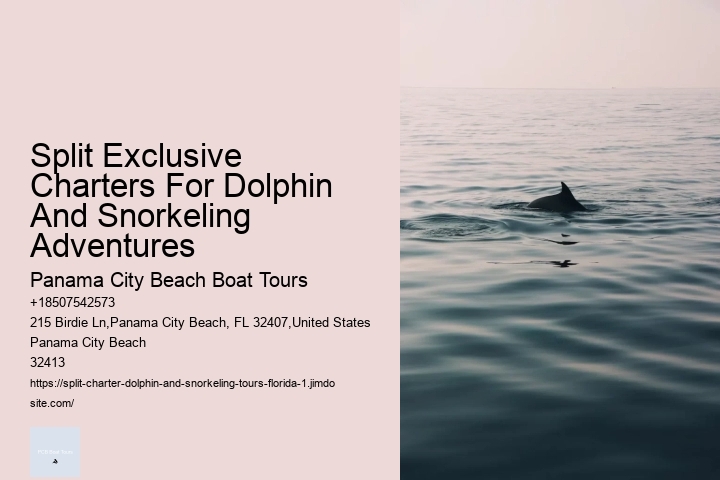 Split Exclusive
Charters For Dolphin
And Snorkeling
Adventures
Panama City Beach Boat Tours
+18507542573
215 Birdie Ln,Panama City Beach, FL 32407,United States
Panama City Beach
32413
https://split-charter-dolphin-and-snorkeling-tours-florida-1.jimdo
site.com/